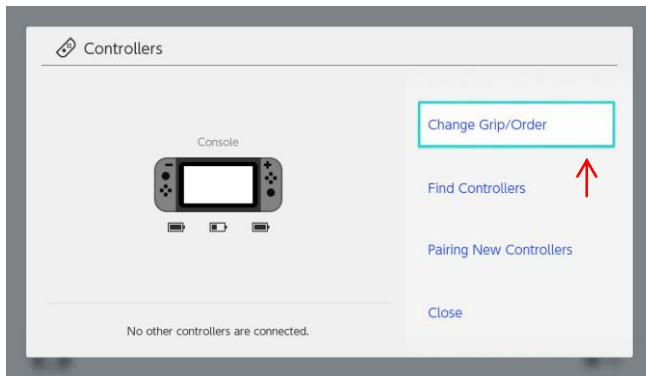 Controllers
Console
No other controllers are connected.
Change Grip/Order
Find Controllers
Pairing New Controllers
Close